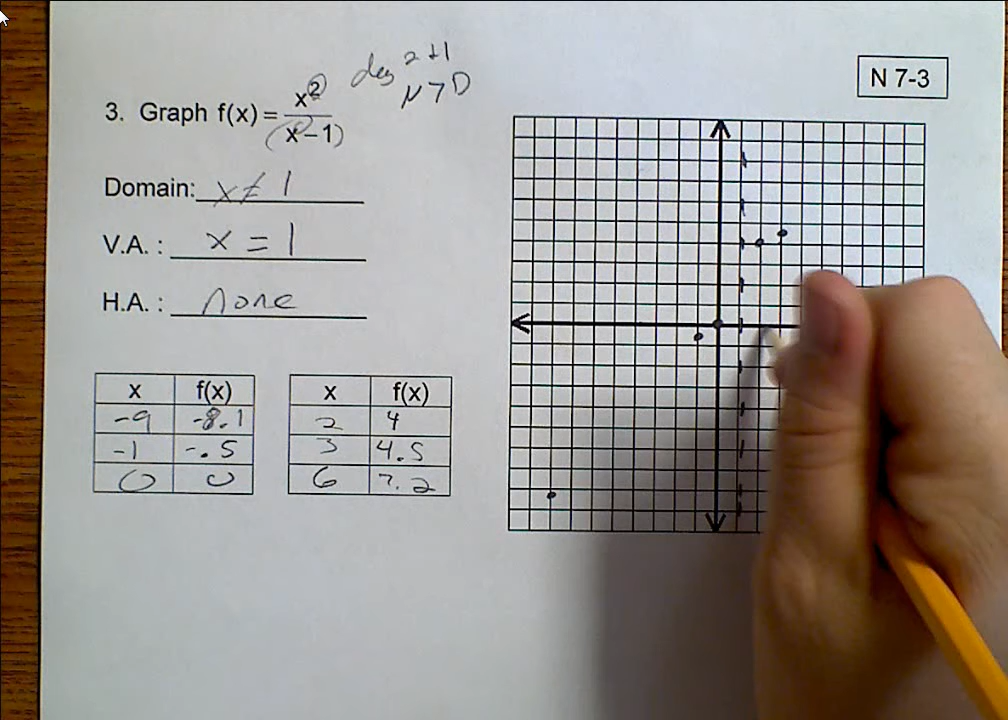 deg 2 +1
N > D
N 7-3
3. Graph f(x) = x² / (x – 1)
Domain: x ≠ 1
V.A. : x = 1
H.A. : none
x f(x) x f(x)
-9 -8.1 2 4
-1 -.5 3 4.5
0 0 6 7.2